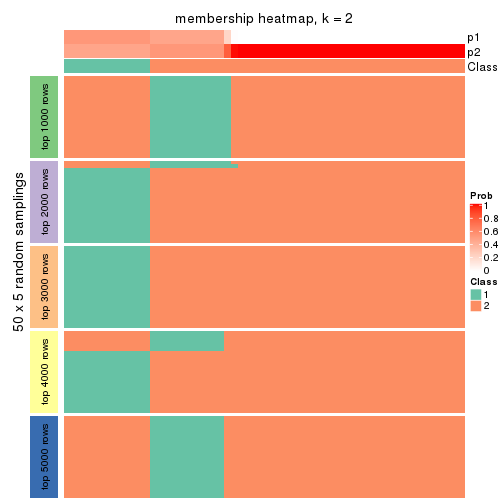 membership heatmap, k = 2
p1
p2
Class
50 x 5 random samplings
top 1000 rows
top 2000 rows
top 3000 rows
top 4000 rows
top 5000 rows
Prob
1
0.8
0.6
0.4
0.2
0
Class
1
2